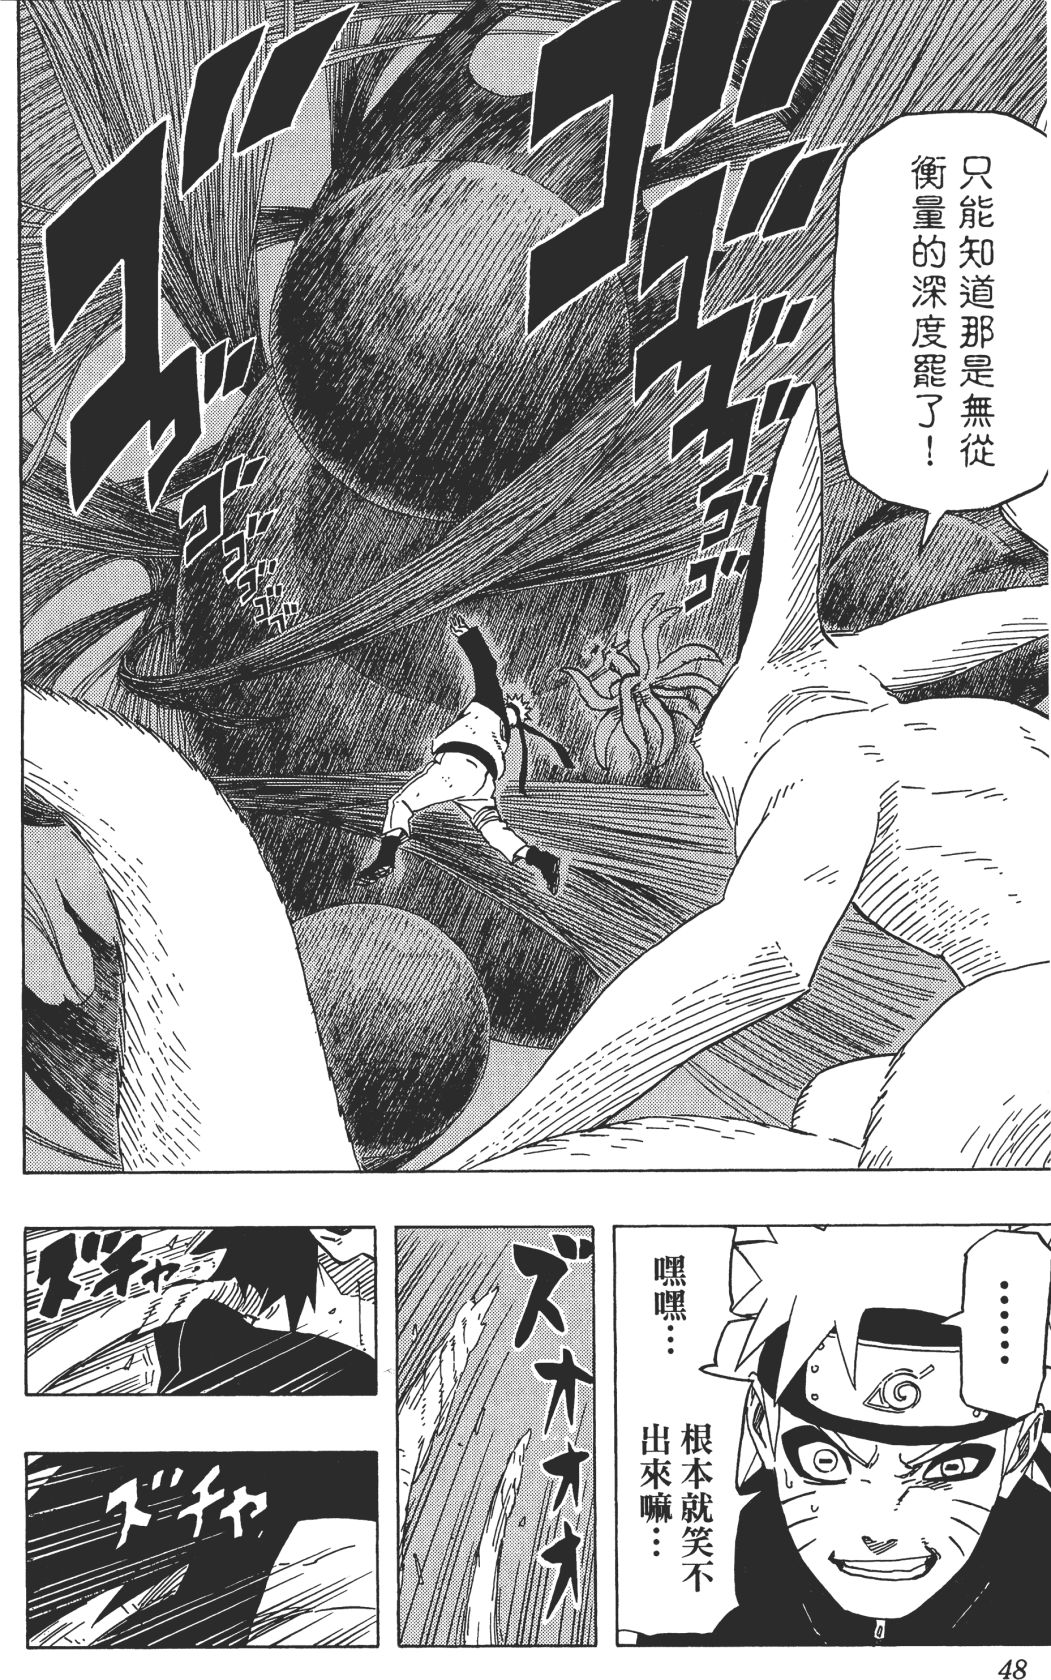 只能知道那是無從
衡量的深度罷了！
ゴゴゴゴゴゴ
ゴゴゴゴゴゴゴ
……
嘿嘿…
根本就笑不
出來嘛…
ズオオオ
ズチャ
ズチャ
48